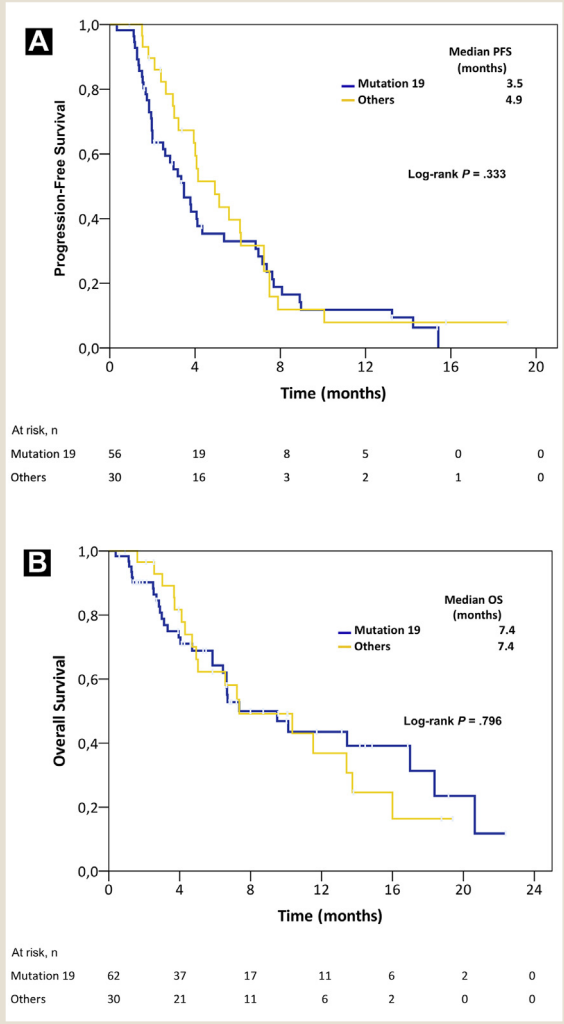 A
Progression-Free Survival
1,0
0,8
0,6
0,4
0,2
0,0
Median PFS
(months)
Mutation 19 3.5
Others 4.9
Log-rank P = .333
0 4 8 12 16 20
Time (months)
At risk, n
Mutation 19 56 19 8 5 0 0
Others 30 16 3 2 1 0
B
Overall Survival
1,0
0,8
0,6
0,4
0,2
0,0
Median OS
(months)
Mutation 19 7.4
Others 7.4
Log-rank P = .796
0 4 8 12 16 20 24
Time (months)
At risk, n
Mutation 19 62 37 17 11 6 2 0
Others 30 21 11 6 2 0 0